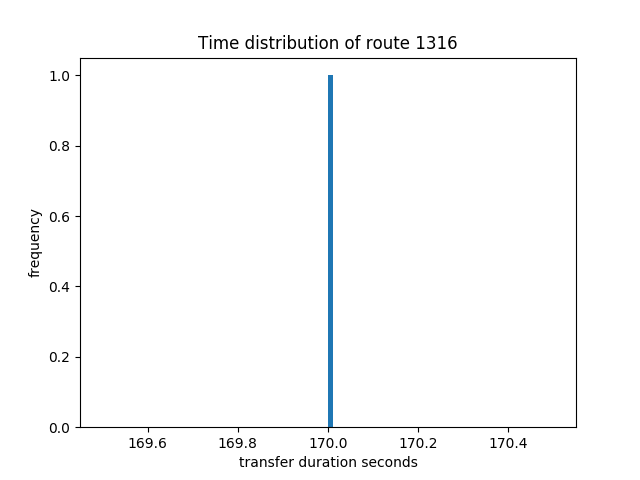 Time distribution of route 1316
1.0
0.8
0.6
0.4
0.2
0.0
frequency
169.6 169.8 170.0 170.2 170.4
transfer duration seconds